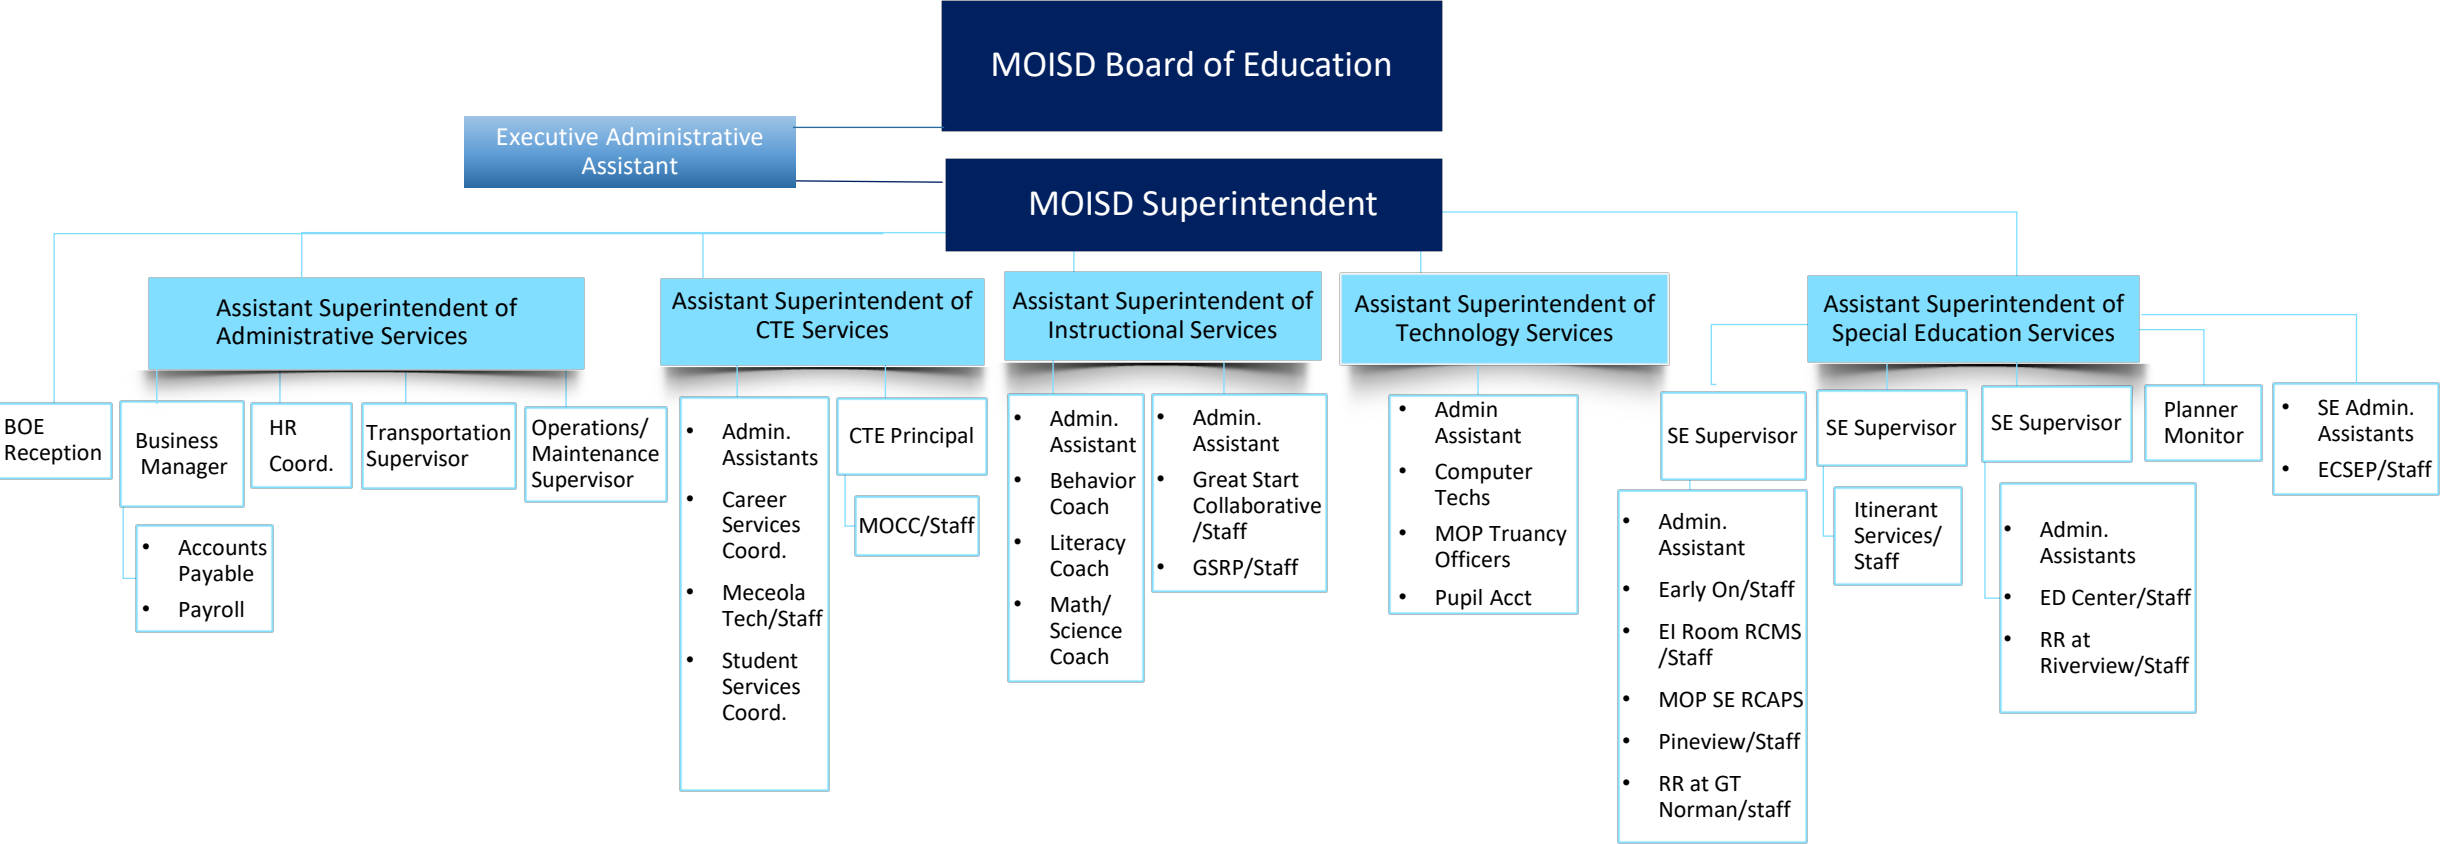 MOISD Board of Education
Executive Administrative
Assistant
MOISD Superintendent
Assistant Superintendent of
Administrative Services
Assistant Superintendent of
CTE Services
Assistant Superintendent of
Instructional Services
Assistant Superintendent of
Technology Services
Assistant Superintendent of
Special Education Services
BOE
Reception
Business
Manager
• Accounts
Payable
• Payroll
HR
Coord.
Transportation
Supervisor
Operations/
Maintenance
Supervisor
• Admin.
Assistants
• Career
Services
Coord.
• Meceola
Tech/Staff
• Student
Services
Coord.
CTE Principal
MOCC/Staff
• Admin.
Assistant
• Behavior
Coach
• Literacy
Coach
• Math/
Science
Coach
• Admin.
Assistant
• Great Start
Collaborative
/Staff
• GSRP/Staff
• Admin
Assistant
• Computer
Techs
• MOP Truancy
Officers
• Pupil Acct
SE Supervisor
• Admin.
Assistant
• Early On/Staff
• EI Room RCMS
/Staff
• MOP SE RCAPS
• Pineview/Staff
• RR at GT
Norman/staff
SE Supervisor
Itinerant
Services/
Staff
SE Supervisor
• Admin.
Assistants
• ED Center/Staff
• RR at
Riverview/Staff
Planner
Monitor
• SE Admin.
Assistants
• ECSEP/Staff